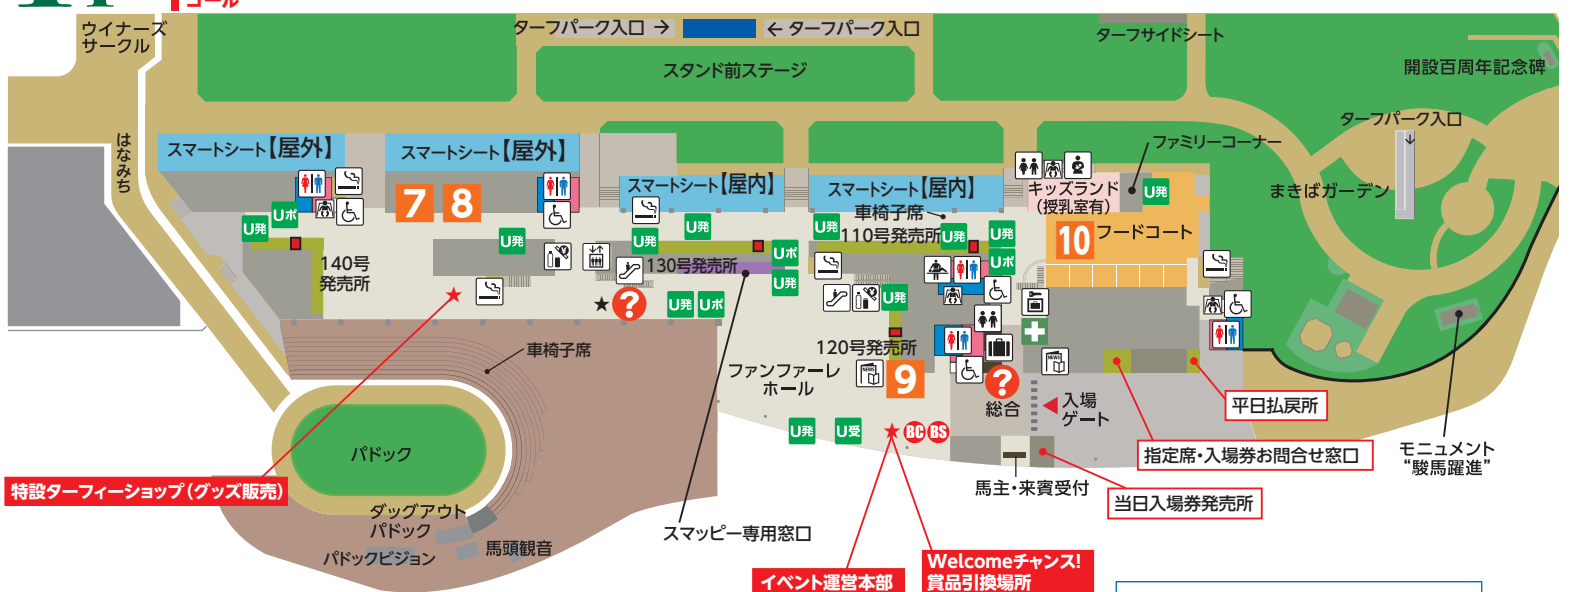 コール
ウイナーズ
サークル
ターフパーク入口 →
← ターフパーク入口
ターフサイドシート
スタンド前ステージ
開設百周年記念碑
ターフパーク入口
はなみち
スマートシート【屋外】
スマートシート【屋外】
ファミリーコーナー
スマートシート【屋内】
スマートシート【屋内】
キッズランド
(授乳室有)
U発
まきばガーデン
7
8
車椅子席
Uポ
U発
U発
U発
U発
U発
110号発売所
U発
U発
10
フードコート
140号
発売所
130号発売所
Uポ
U発
Uポ
?
U発
Uポ
U発
120号発売所
NEWS
NEWS
車椅子席
ファンファーレ
ホール
9
?
総合
入場
ゲート
平日払戻所
U発
U受
BC
BS
パドック
指定席・入場券お問合せ窓口
モニュメント
“駿馬躍進”
特設ターフィーショップ(グッズ販売)
馬主・来賓受付
当日入場券発売所
ダッグアウト
パドック
スマッピー専用窓口
馬頭観音
パドックビジョン
イベント運営本部
Welcomeチャンス!
賞品引換場所